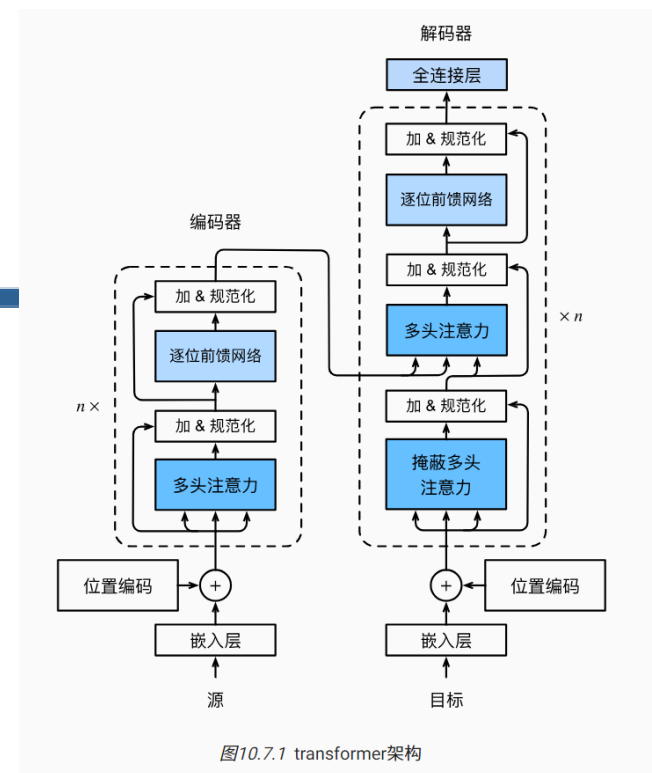 解码器
全连接层
加 & 规范化
逐位前馈网络
编码器
加 & 规范化
加 & 规范化
多头注意力
× n
逐位前馈网络
n ×
加 & 规范化
加 & 规范化
多头注意力
掩蔽多头
注意力
位置编码
+
+
位置编码
嵌入层
嵌入层
源
目标
图10.7.1 transformer架构